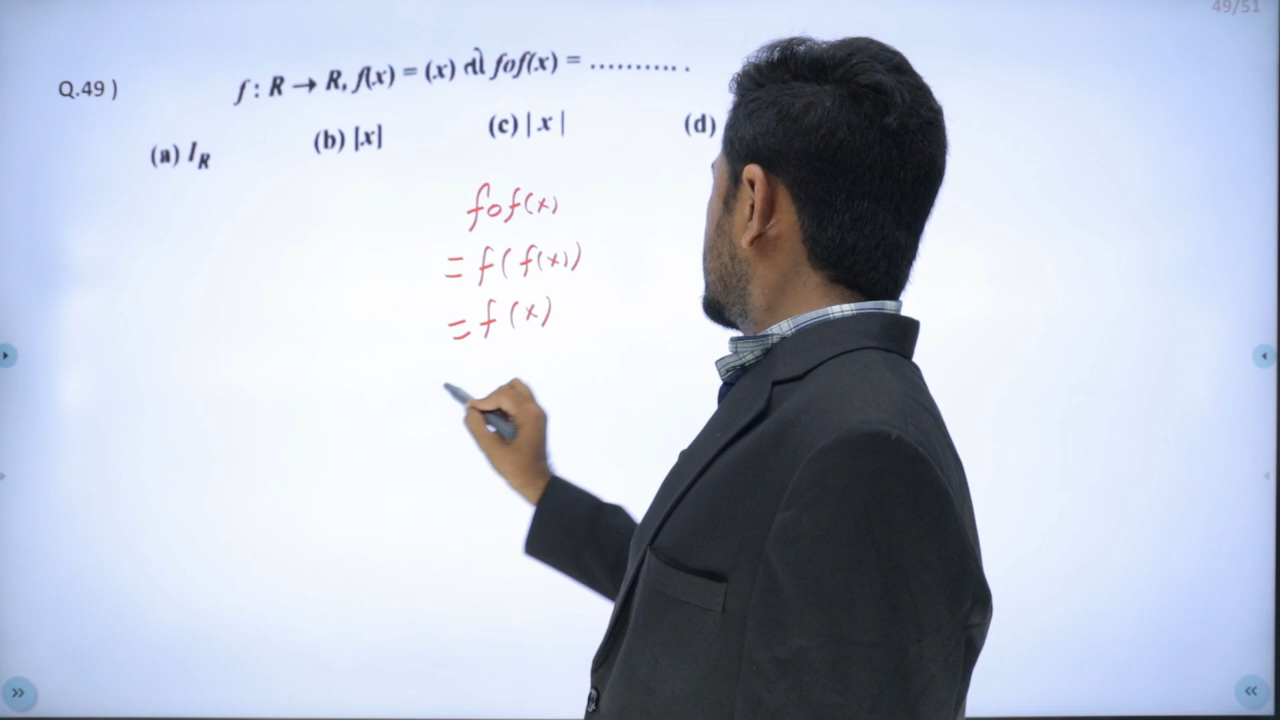 49/51
Q.49 )
f : R → R, f(x) = (x) તો fof(x) = ........... .
(a) I_R
(b) [x]
(c) | x |
(d)
fof(x)
= f( f(x))
= f (x)